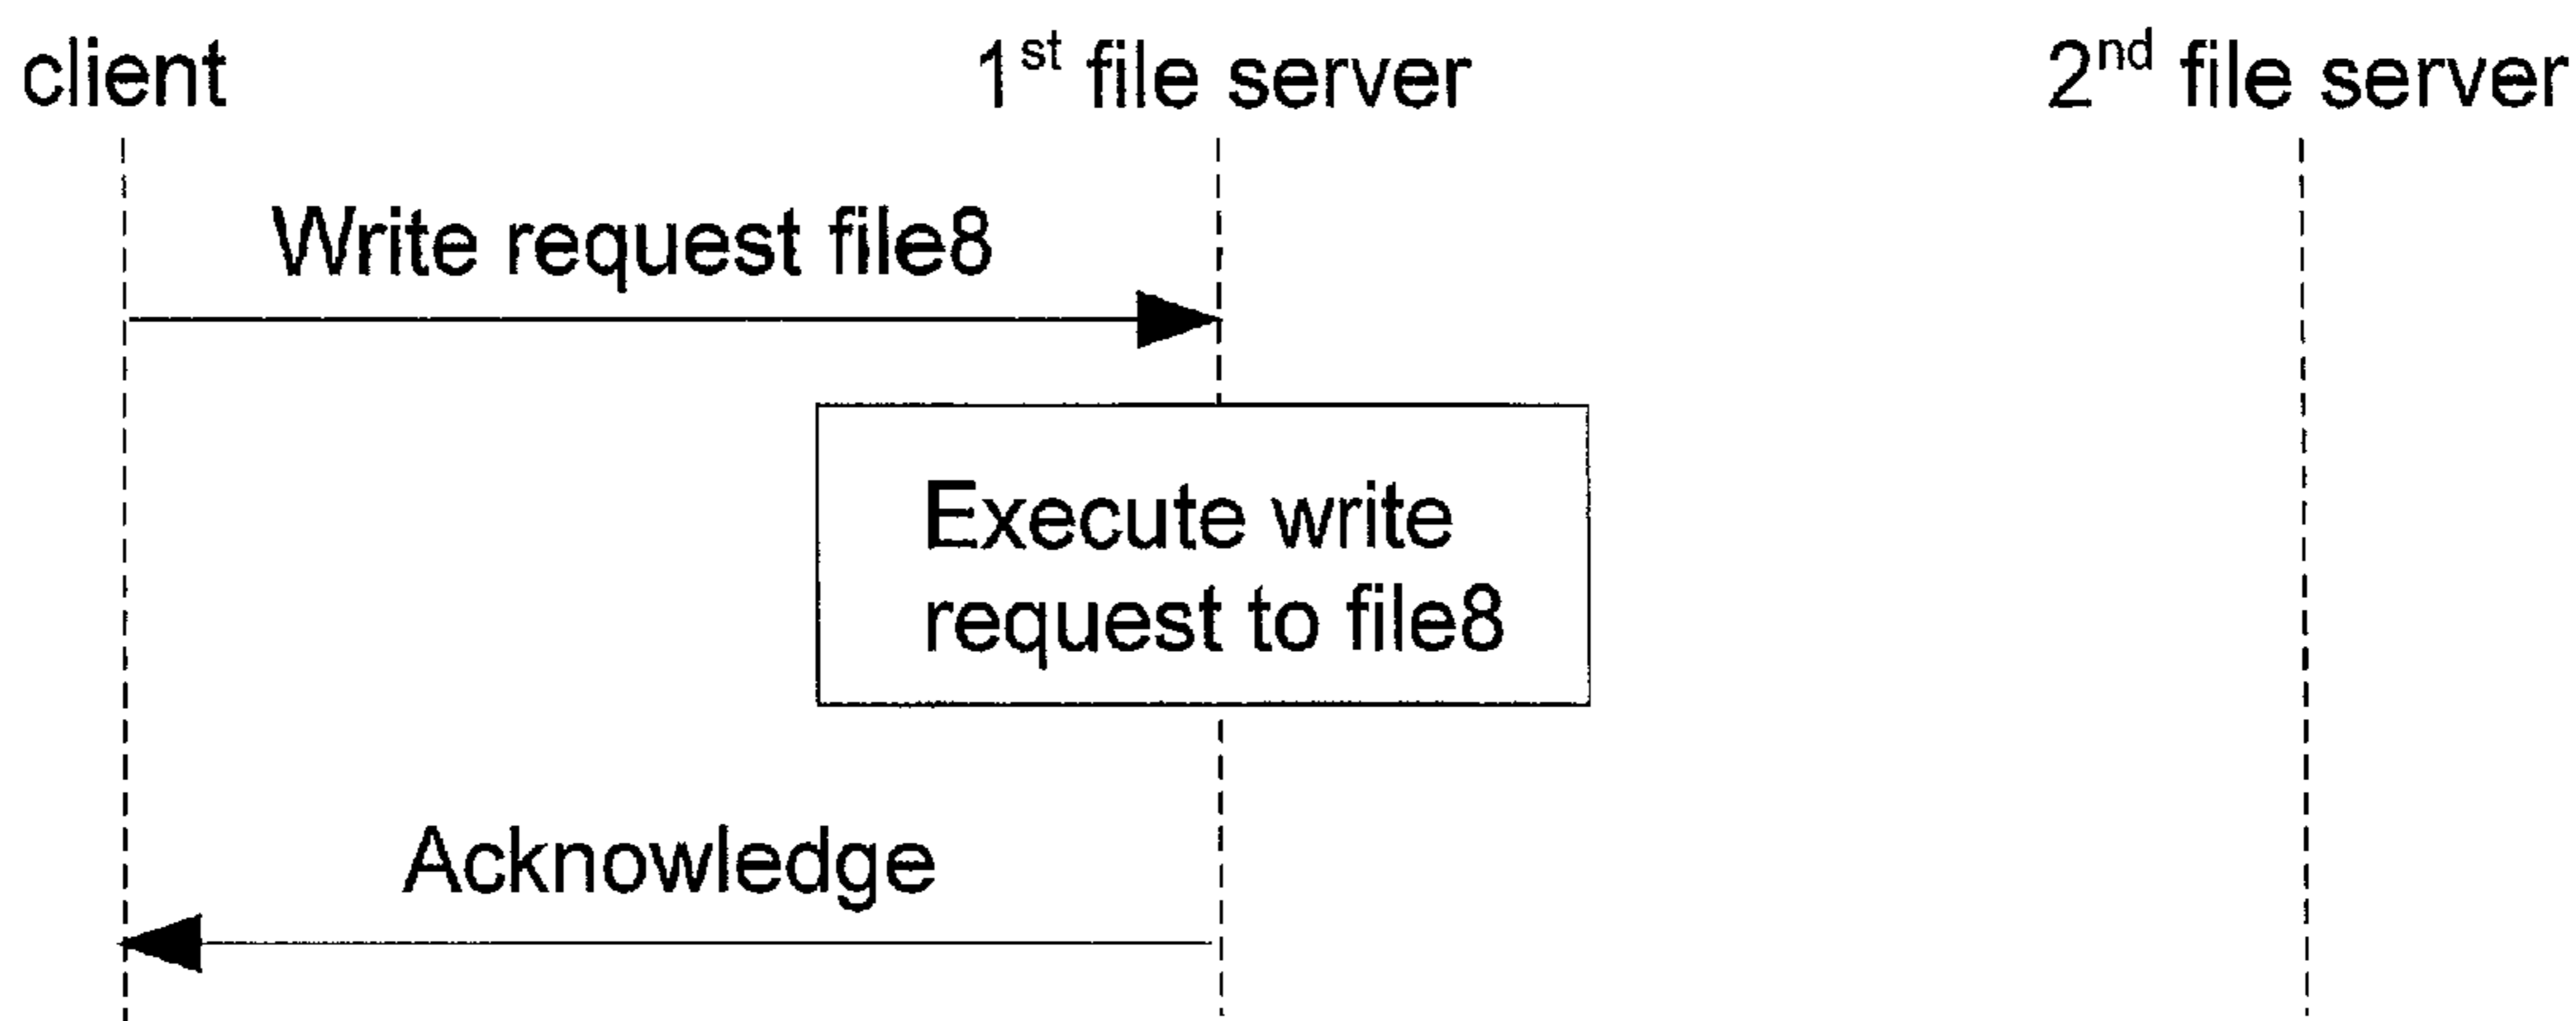 client
1st file server
2nd file server
Write request file8
Execute write
request to file8
Acknowledge